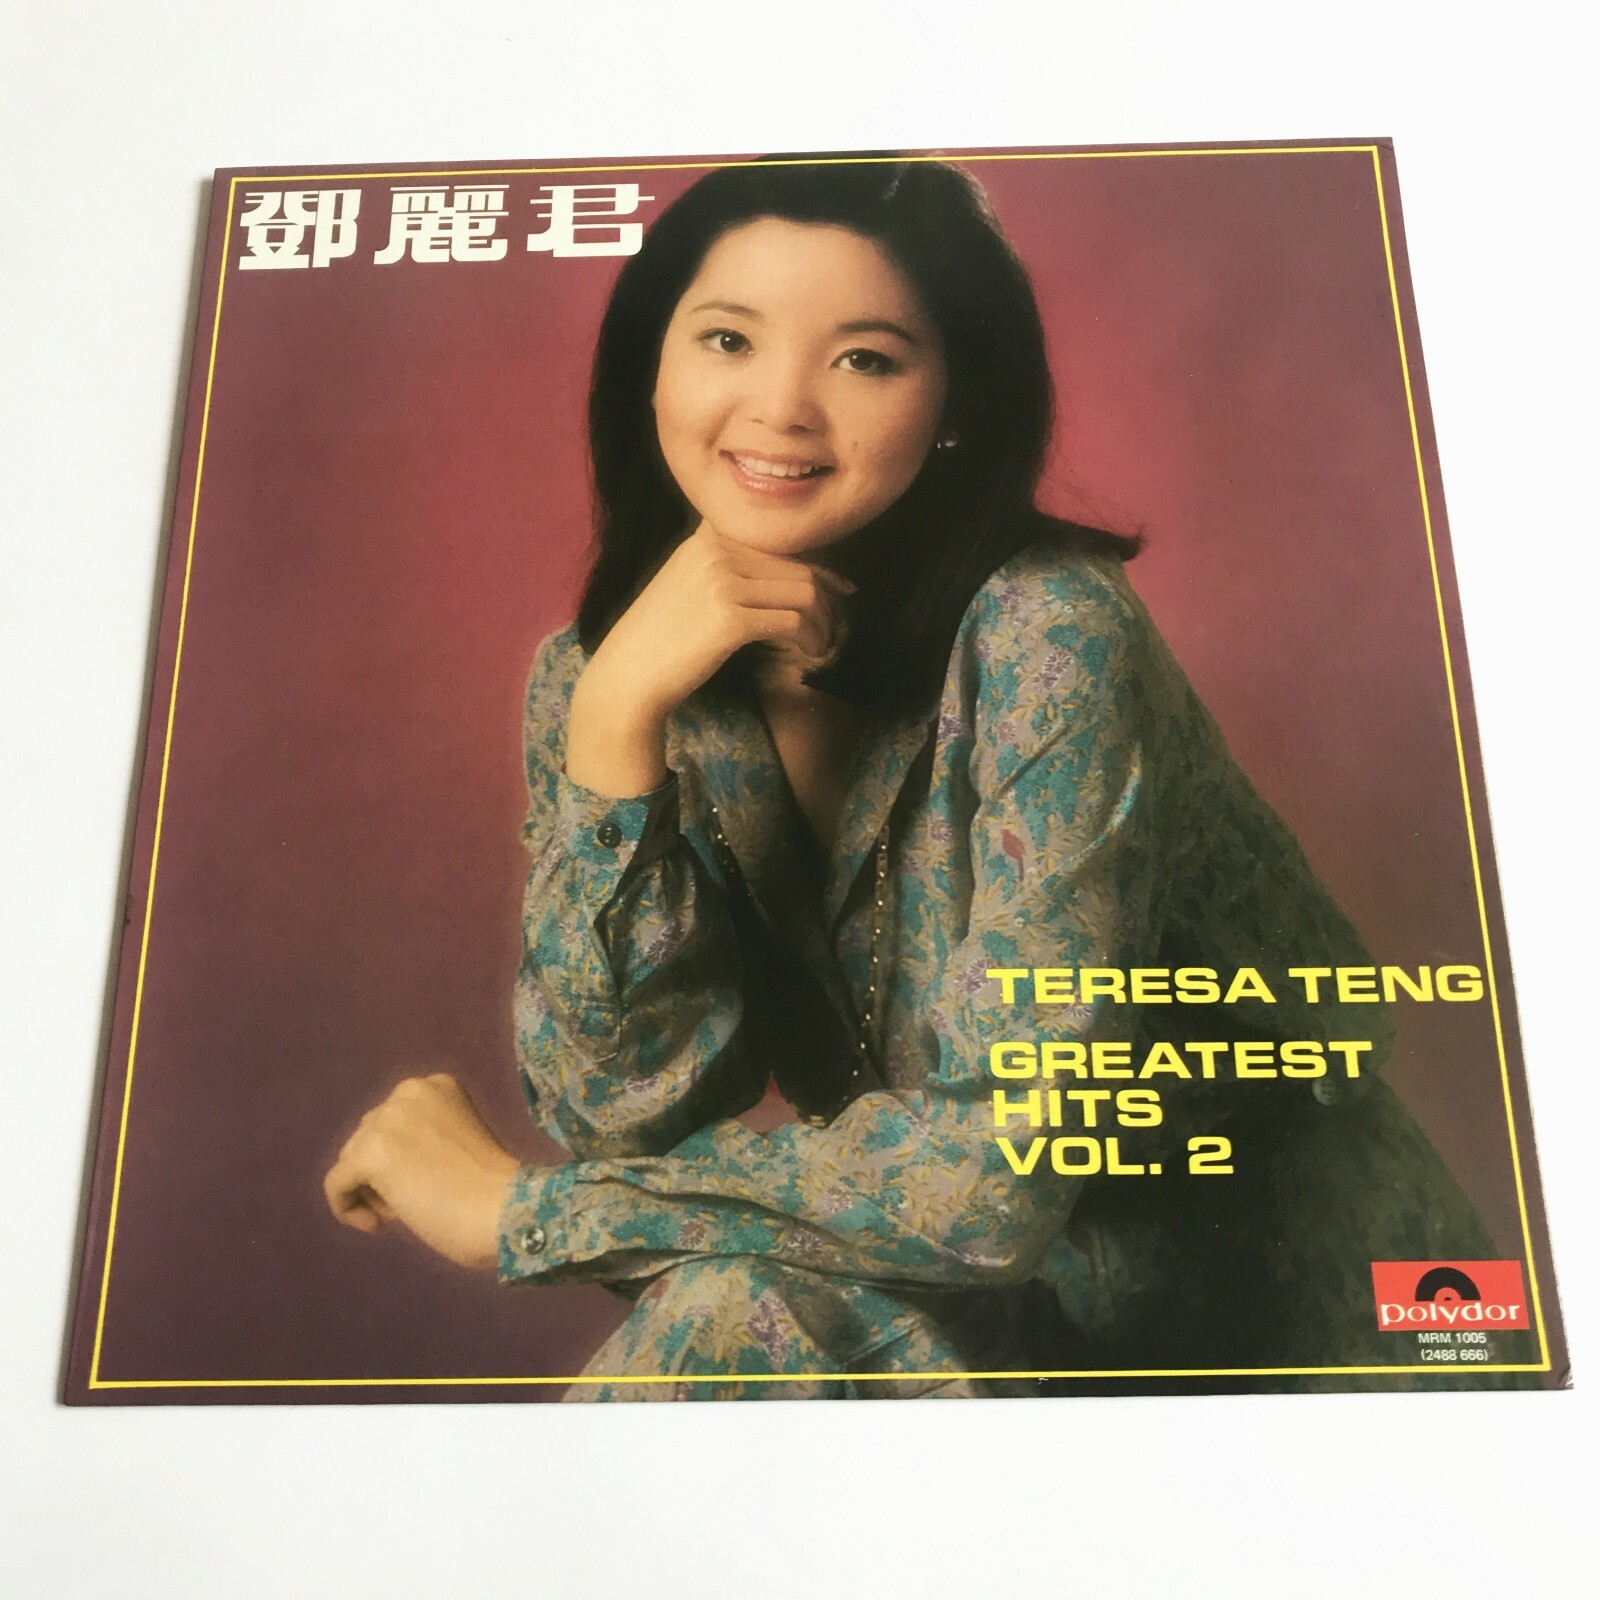 鄧麗君
TERESA TENG
GREATEST
HITS
VOL. 2
polydor
MRM 1005
(2488 666)